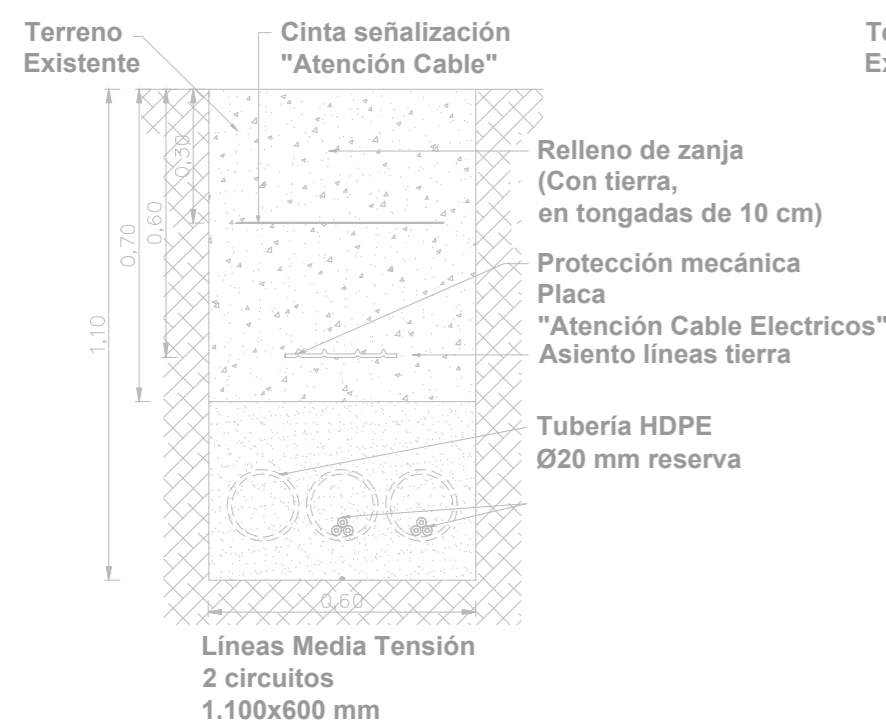 Terreno
Existente
Cinta señalización
"Atención Cable"
Te
Ex
0,30
0,60
0,70
1,10
Relleno de zanja
(Con tierra,
en tongadas de 10 cm)
Protección mecánica
Placa
"Atención Cable Electricos"
Asiento líneas tierra
Tubería HDPE
Ø20 mm reserva
0,60
Líneas Media Tensión
2 circuitos
1.100x600 mm